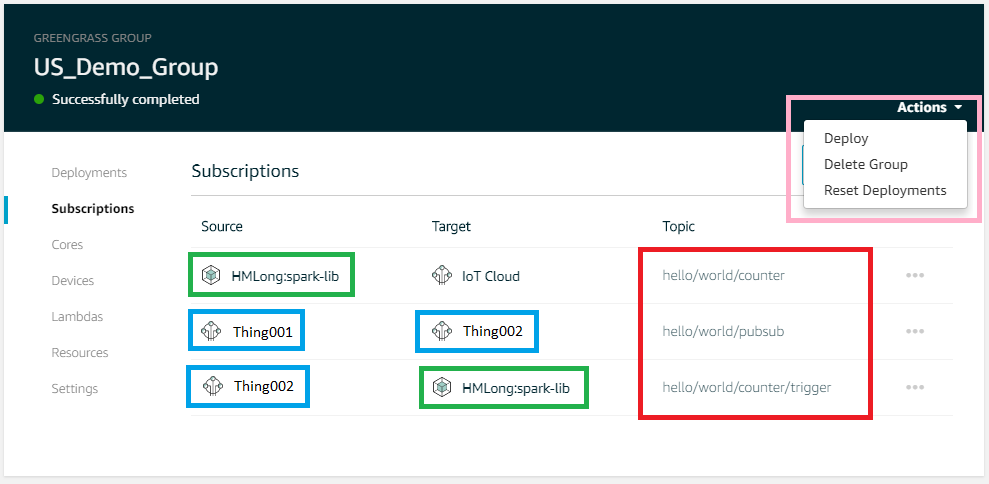 GREENGRASS GROUP
US_Demo_Group
Successfully completed
Actions
Deploy
Delete Group
Reset Deployments
Deployments
Subscriptions
Cores
Devices
Lambdas
Resources
Settings
Subscriptions
Source Target Topic
HMLong:spark-lib IoT Cloud hello/world/counter
Thing001 Thing002 hello/world/pubsub
Thing002 HMLong:spark-lib hello/world/counter/trigger